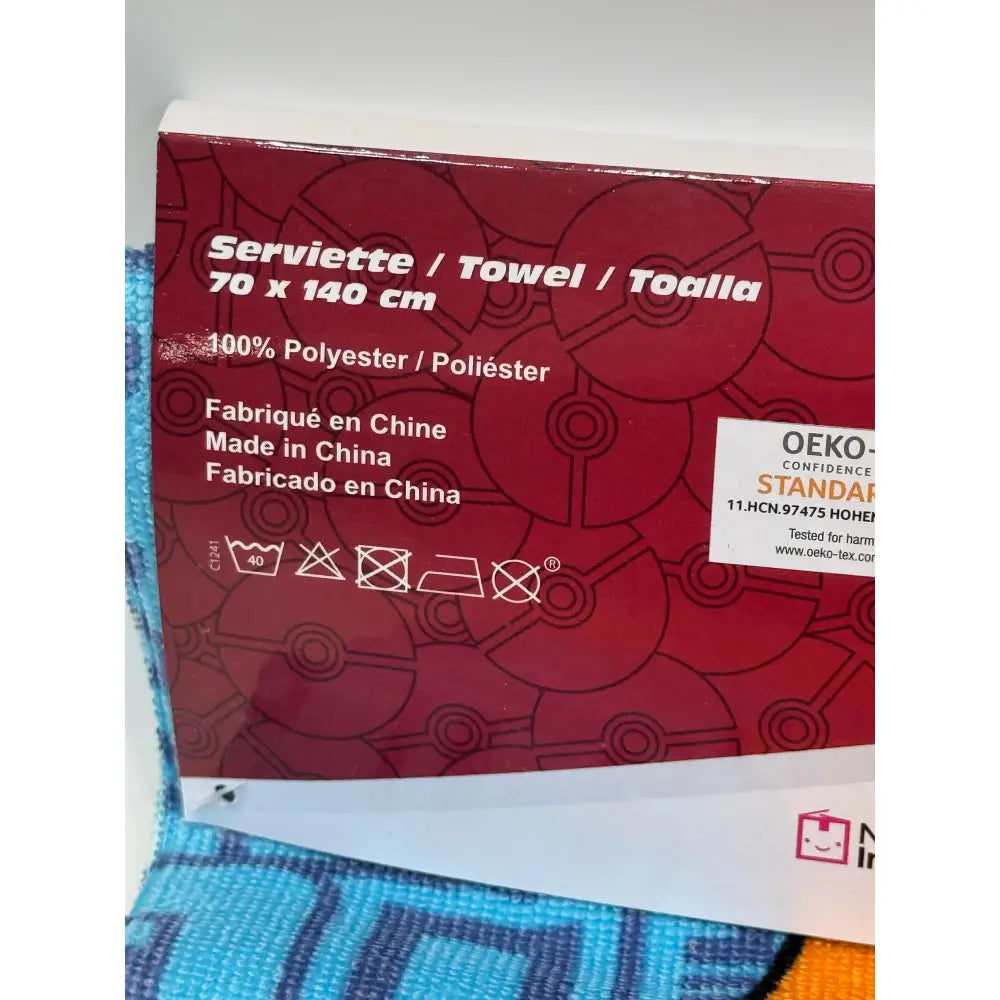 Serviette / Towel / Toalla
70 x 140 cm
100% Polyester / Poliéster
Fabriqué en Chine
Made in China
Fabricado en China
C1241
40
®
OEKO-
CONFIDENCE
STANDAR
11.HCN.97475 HOHEN
Tested for harm
www.oeko-tex.com